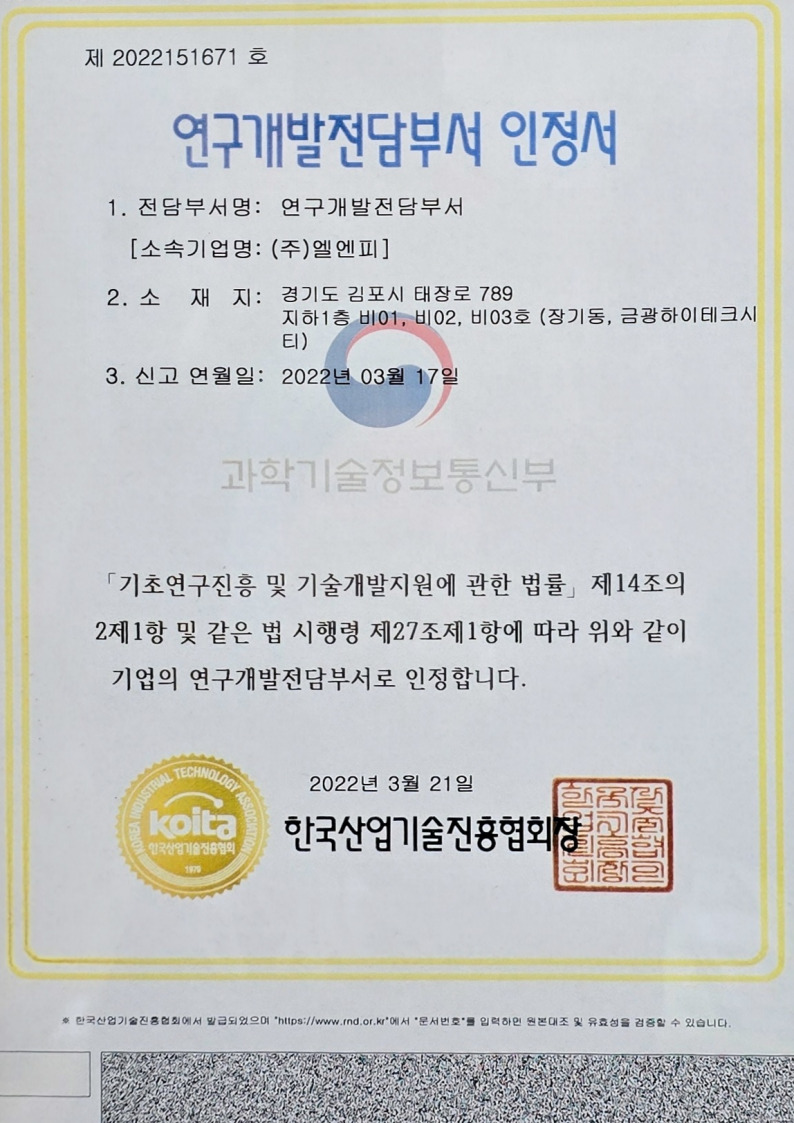 제 2022151671 호
연구개발전담부서 인정서
1. 전담부서명: 연구개발전담부서
[소속기업명: (주)엘엔피]
2. 소 재 지: 경기도 김포시 태장로 789
지하1층 비01, 비02, 비03호 (장기동, 금광하이테크시
티)
3. 신고 연월일: 2022년 03월 17일
과학기술정보통신부
「기초연구진흥 및 기술개발지원에 관한 법률」 제14조의
2제1항 및 같은 법 시행령 제27조제1항에 따라 위와 같이
기업의 연구개발전담부서로 인정합니다.
2022년 3월 21일
한국산업기술진흥협회장
KOREA INDUSTRIAL TECHNOLOGY ASSOCIATION
koita
한국산업기술진흥협회
1979
※ 한국산업기술진흥협회에서 발급되었으며 "https://www.rnd.or.kr"에서 "문서번호"를 입력하면 원본대조 및 유효성을 검증할 수 있습니다.